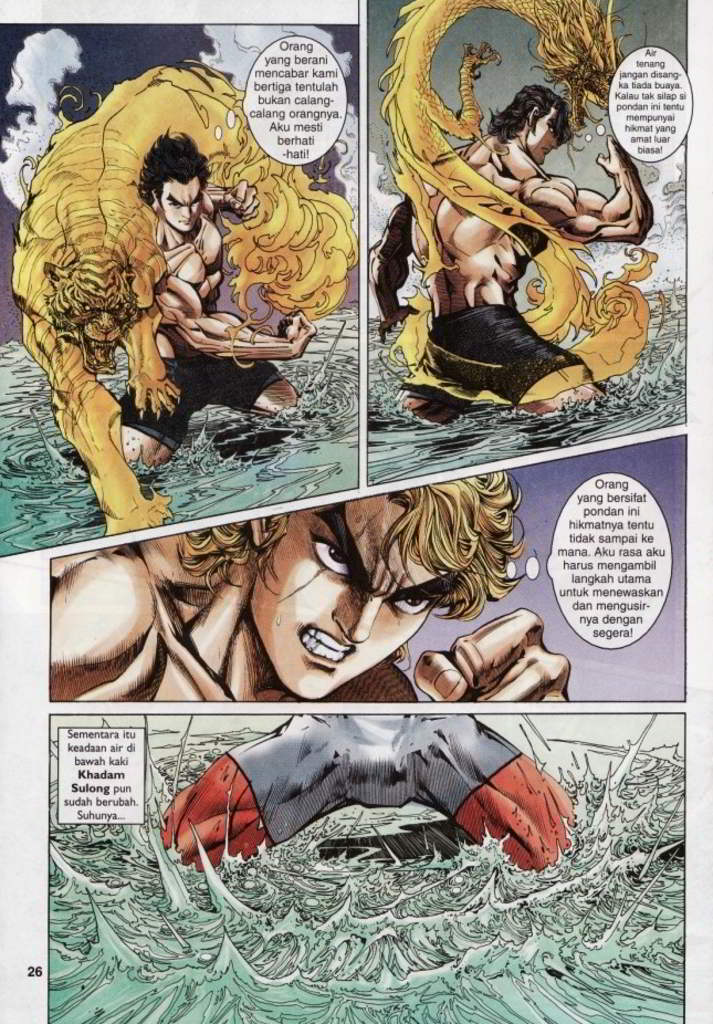 Orang
yang berani
mencabar kami
bertiga tentulah
bukan calang-
calang orangnya.
Aku mesti
berhati
-hati!
Air
tenang
jangan disang-
ka tiada buaya.
Kalau tak silap si
pondan ini tentu
mempunyai
hikmat yang
amat luar
biasa!
Orang
yang bersifat
pondan ini
hikmatnya tentu
tidak sampai ke
mana. Aku rasa aku
harus mengambil
langkah utama
untuk menewaskan
dan mengusir-
nya dengan
segera!
Sementara itu
keadaan air di
bawah kaki
Khadam
Sulong pun
sudah berubah.
Suhunya...
26